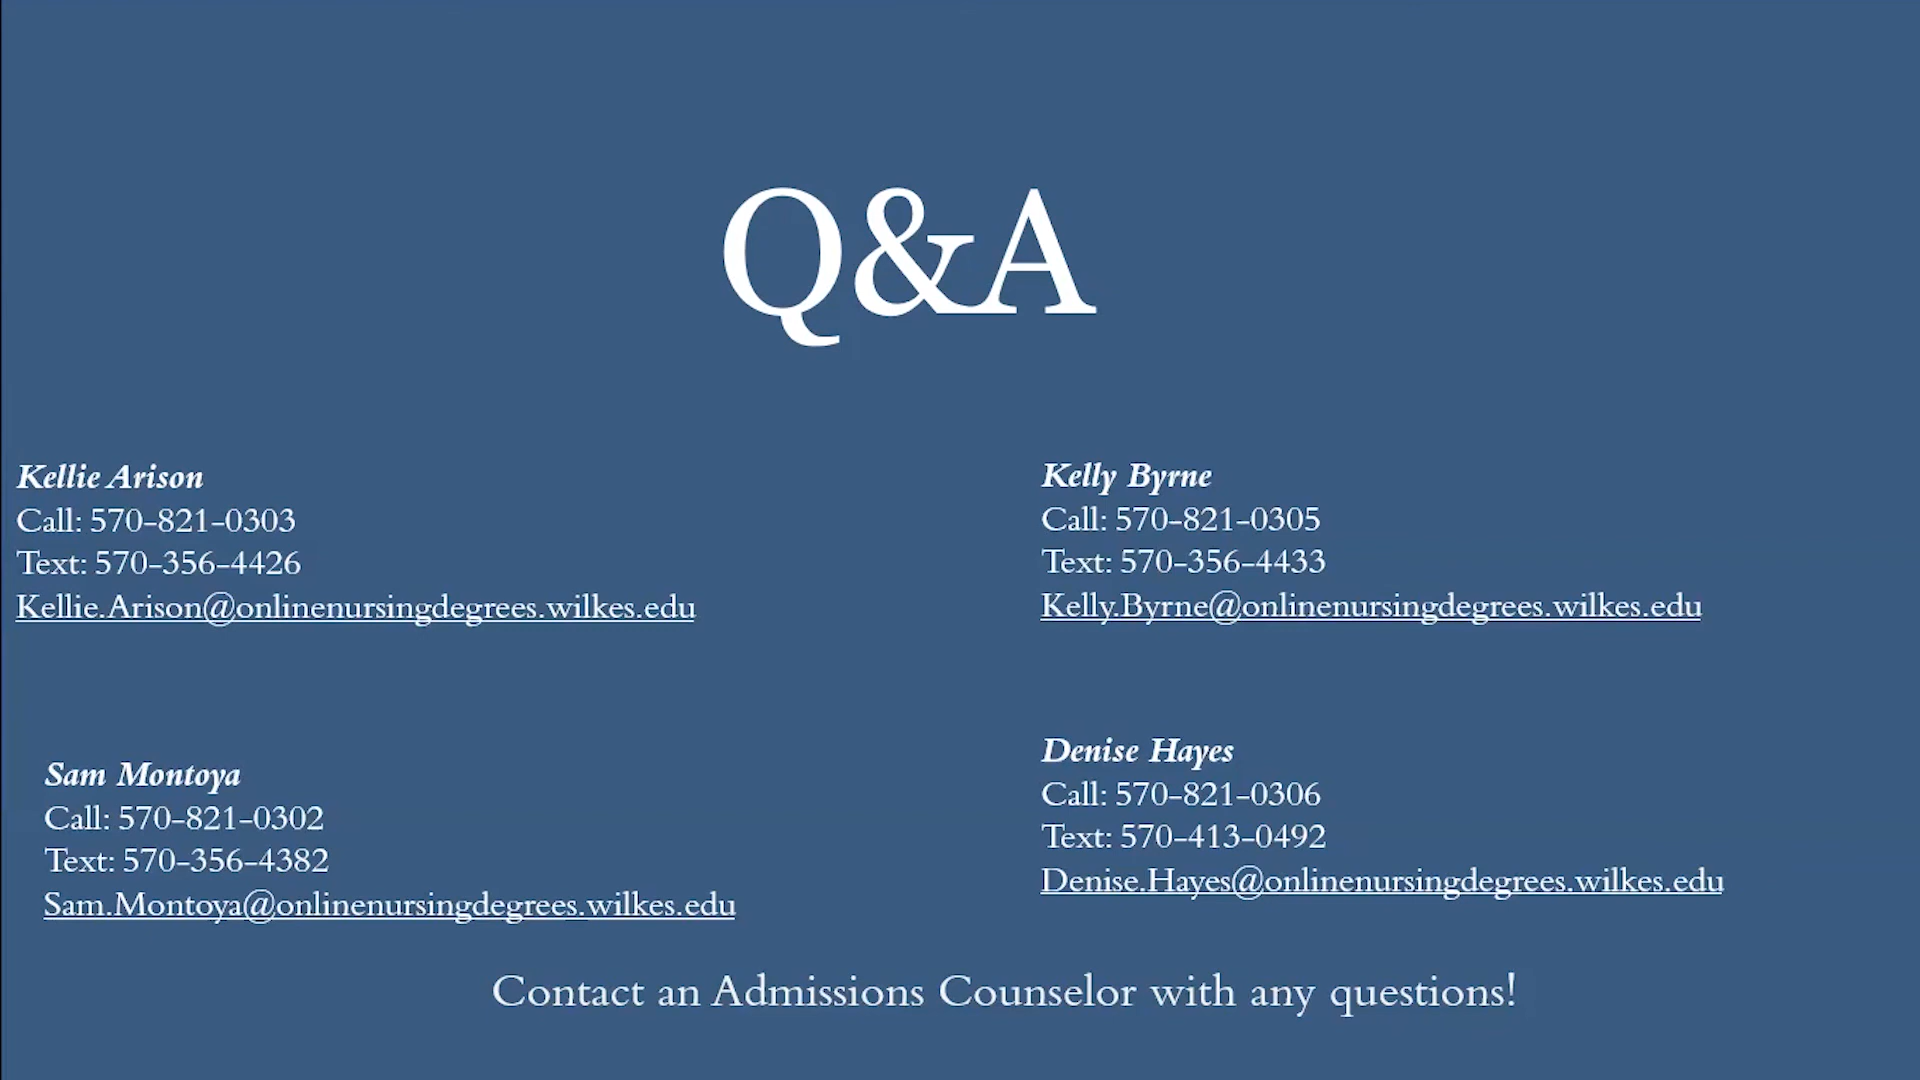 Q&A
Kellie Arison
Call: 570-821-0303
Text: 570-356-4426
Kellie.Arison@onlinenursingdegrees.wilkes.edu
Kelly Byrne
Call: 570-821-0305
Text: 570-356-4433
Kelly.Byrne@onlinenursingdegrees.wilkes.edu
Sam Montoya
Call: 570-821-0302
Text: 570-356-4382
Sam.Montoya@onlinenursingdegrees.wilkes.edu
Denise Hayes
Call: 570-821-0306
Text: 570-413-0492
Denise.Hayes@onlinenursingdegrees.wilkes.edu
Contact an Admissions Counselor with any questions!